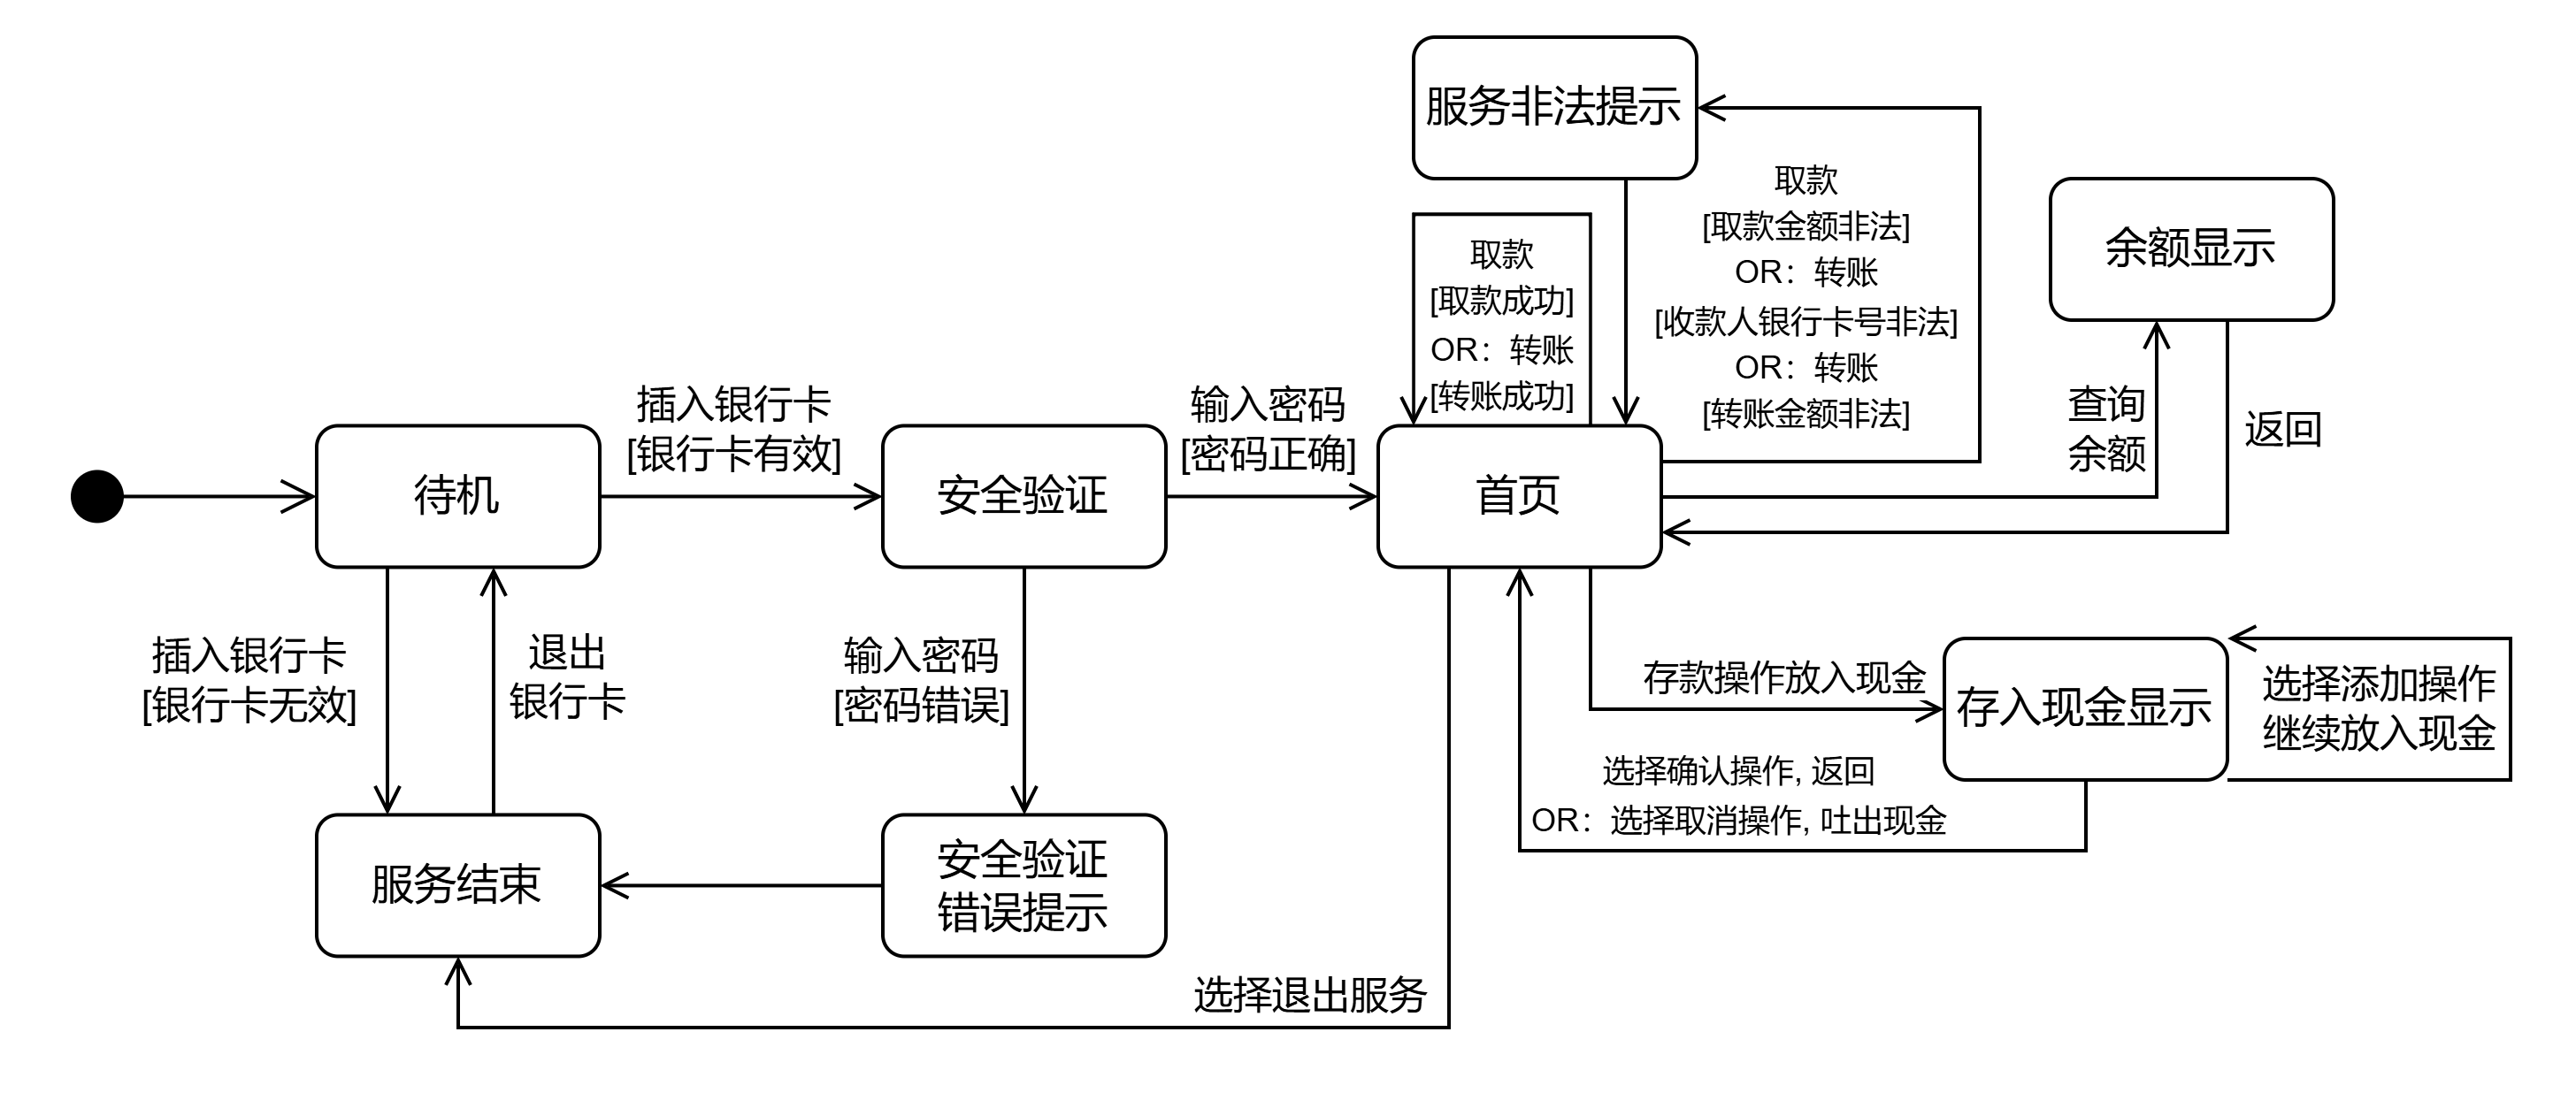 服务非法提示
取款
[取款金额非法]
OR：转账
[收款人银行卡号非法]
OR：转账
[转账金额非法]
取款
[取款成功]
OR：转账
[转账成功]
余额显示
查询
余额
返回
插入银行卡
[银行卡有效]
输入密码
[密码正确]
待机
安全验证
首页
插入银行卡
[银行卡无效]
退出
银行卡
输入密码
[密码错误]
存款操作放入现金
存入现金显示
选择添加操作
继续放入现金
选择确认操作, 返回
OR：选择取消操作, 吐出现金
服务结束
安全验证
错误提示
选择退出服务